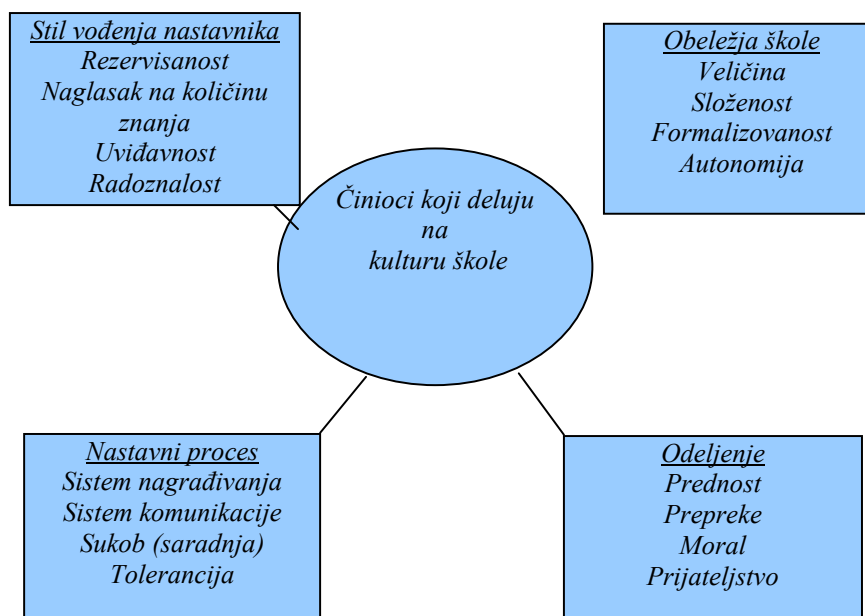 Stil vođenja nastavnika
Rezervisanost
Naglasak na količinu
znanja
Uviđavnost
Radoznalost
Obeležja škole
Veličina
Složenost
Formalizovanost
Autonomija
Činioci koji deluju
na
kulturu škole
Nastavni proces
Sistem nagrađivanja
Sistem komunikacije
Sukob (saradnja)
Tolerancija
Odeljenje
Prednost
Prepreke
Moral
Prijateljstvo